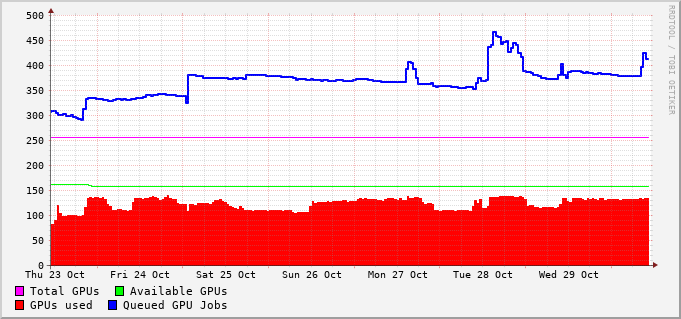 500
450
400
350
300
250
200
150
100
50
0
Thu 23 Oct Fri 24 Oct Sat 25 Oct Sun 26 Oct Mon 27 Oct Tue 28 Oct Wed 29 Oct
Total GPUs Available GPUs
GPUs used Queued GPU Jobs
RRDTOOL / TOBI OETIKER